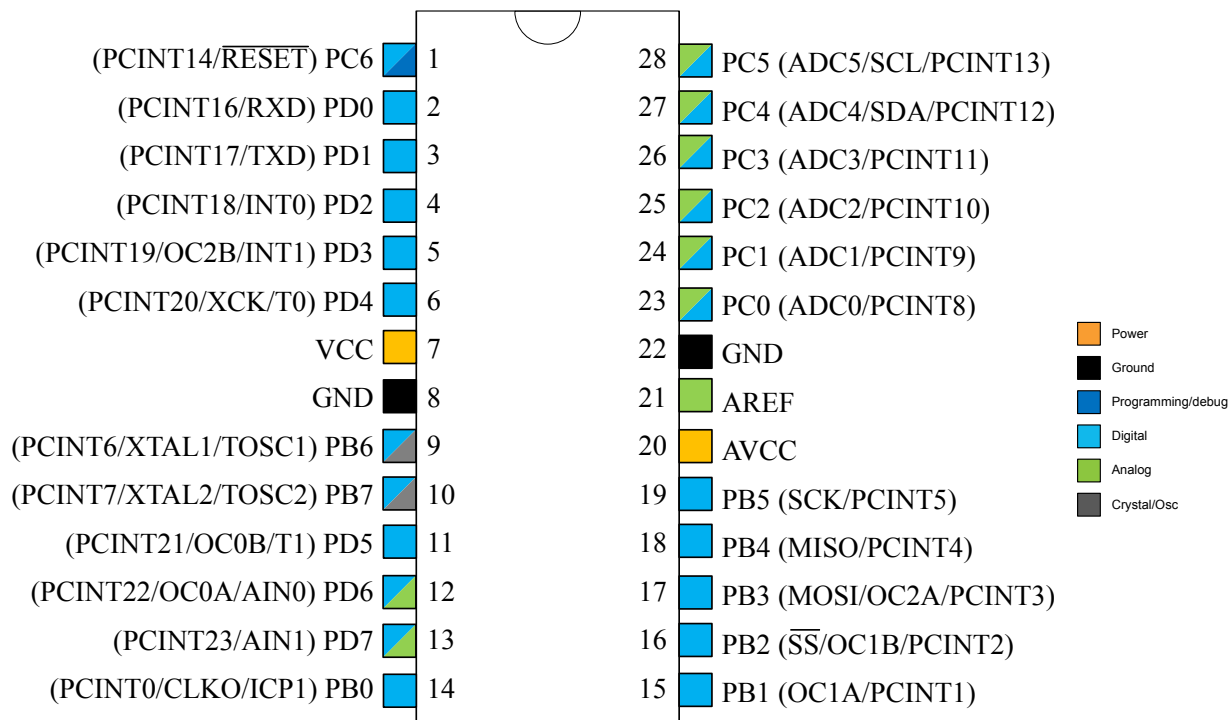 (PCINT14/RESET) PC6 1
(PCINT16/RXD) PD0 2
(PCINT17/TXD) PD1 3
(PCINT18/INT0) PD2 4
(PCINT19/OC2B/INT1) PD3 5
(PCINT20/XCK/T0) PD4 6
VCC 7
GND 8
(PCINT6/XTAL1/TOSC1) PB6 9
(PCINT7/XTAL2/TOSC2) PB7 10
(PCINT21/OC0B/T1) PD5 11
(PCINT22/OC0A/AIN0) PD6 12
(PCINT23/AIN1) PD7 13
(PCINT0/CLKO/ICP1) PB0 14
28 PC5 (ADC5/SCL/PCINT13)
27 PC4 (ADC4/SDA/PCINT12)
26 PC3 (ADC3/PCINT11)
25 PC2 (ADC2/PCINT10)
24 PC1 (ADC1/PCINT9)
23 PC0 (ADC0/PCINT8)
22 GND
21 AREF
20 AVCC
19 PB5 (SCK/PCINT5)
18 PB4 (MISO/PCINT4)
17 PB3 (MOSI/OC2A/PCINT3)
16 PB2 (SS/OC1B/PCINT2)
15 PB1 (OC1A/PCINT1)
Power
Ground
Programming/debug
Digital
Analog
Crystal/Osc